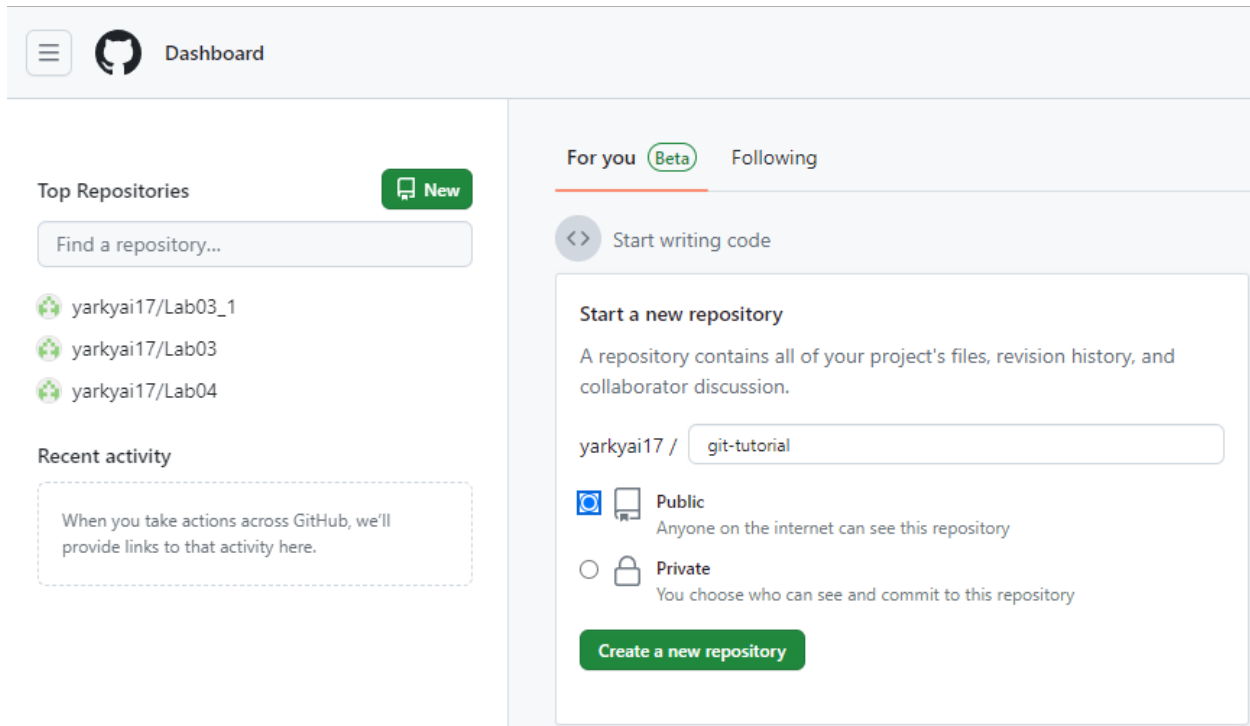 Dashboard
Top Repositories
New
Find a repository...
yarkyai17/Lab03_1
yarkyai17/Lab03
yarkyai17/Lab04
Recent activity
When you take actions across GitHub, we'll
provide links to that activity here.
For you Beta Following
Start writing code
Start a new repository
A repository contains all of your project's files, revision history, and
collaborator discussion.
yarkyai17 / git-tutorial
Public
Anyone on the internet can see this repository
Private
You choose who can see and commit to this repository
Create a new repository